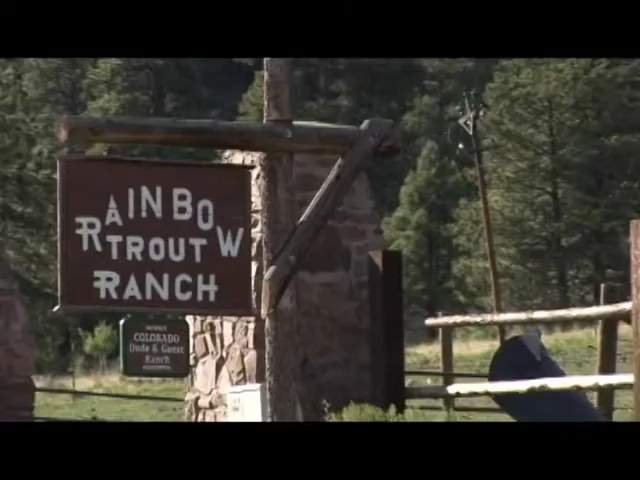 RAINBOW
TROUT
RANCH
COLORADO
Dude & Guest
Ranch